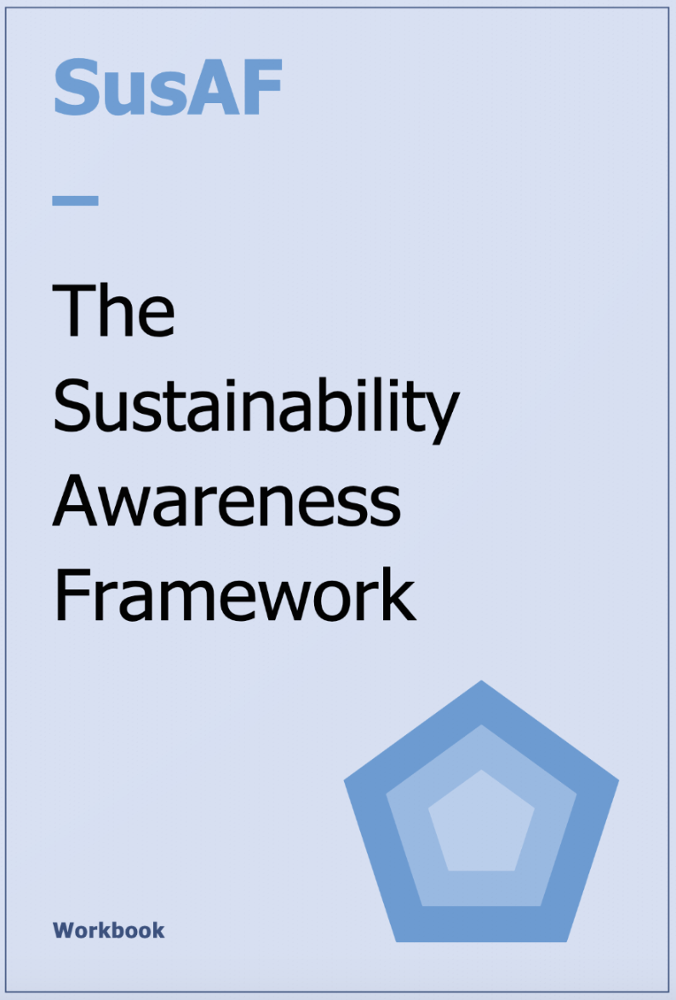 SusAF
The
Sustainability
Awareness
Framework
Workbook